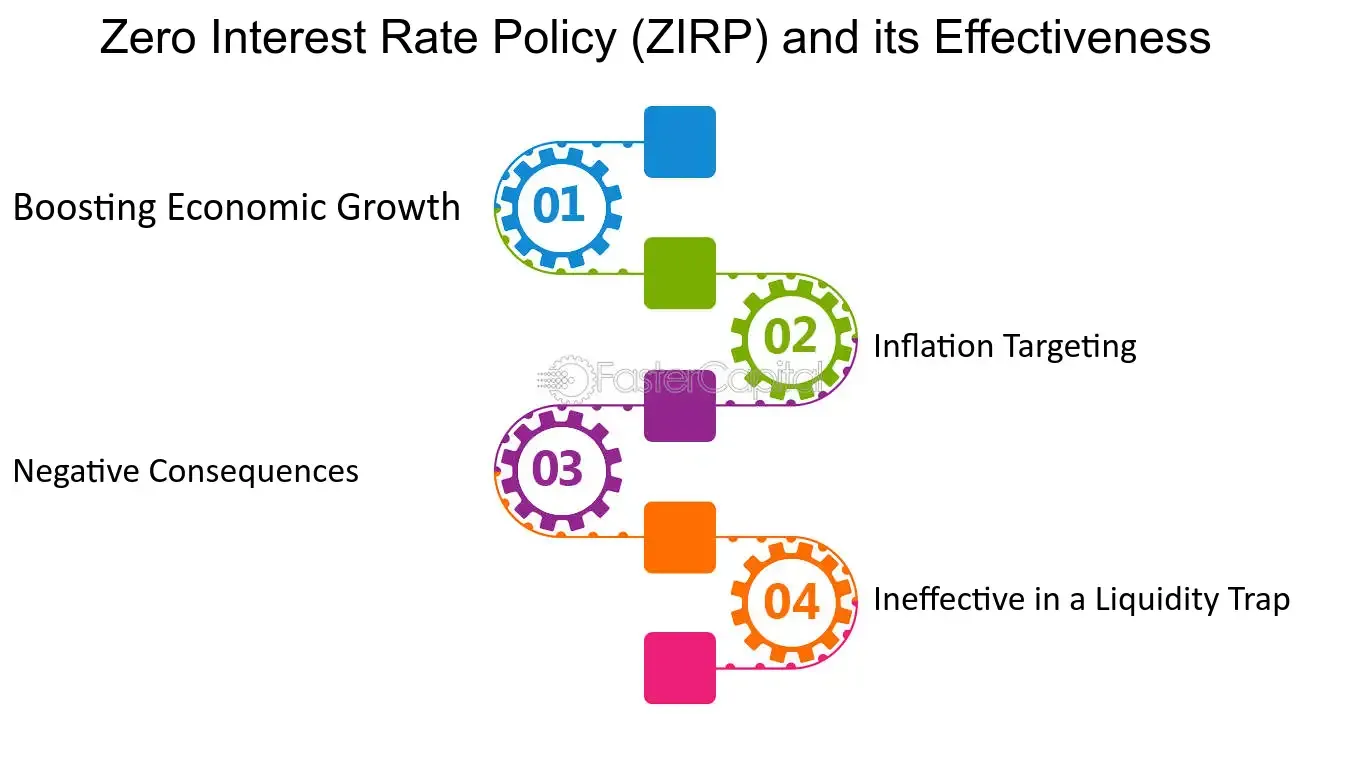 Zero Interest Rate Policy (ZIRP) and its Effectiveness
01
Boosting Economic Growth
02
Inflation Targeting
FasterCapital
03
Negative Consequences
04
Ineffective in a Liquidity Trap